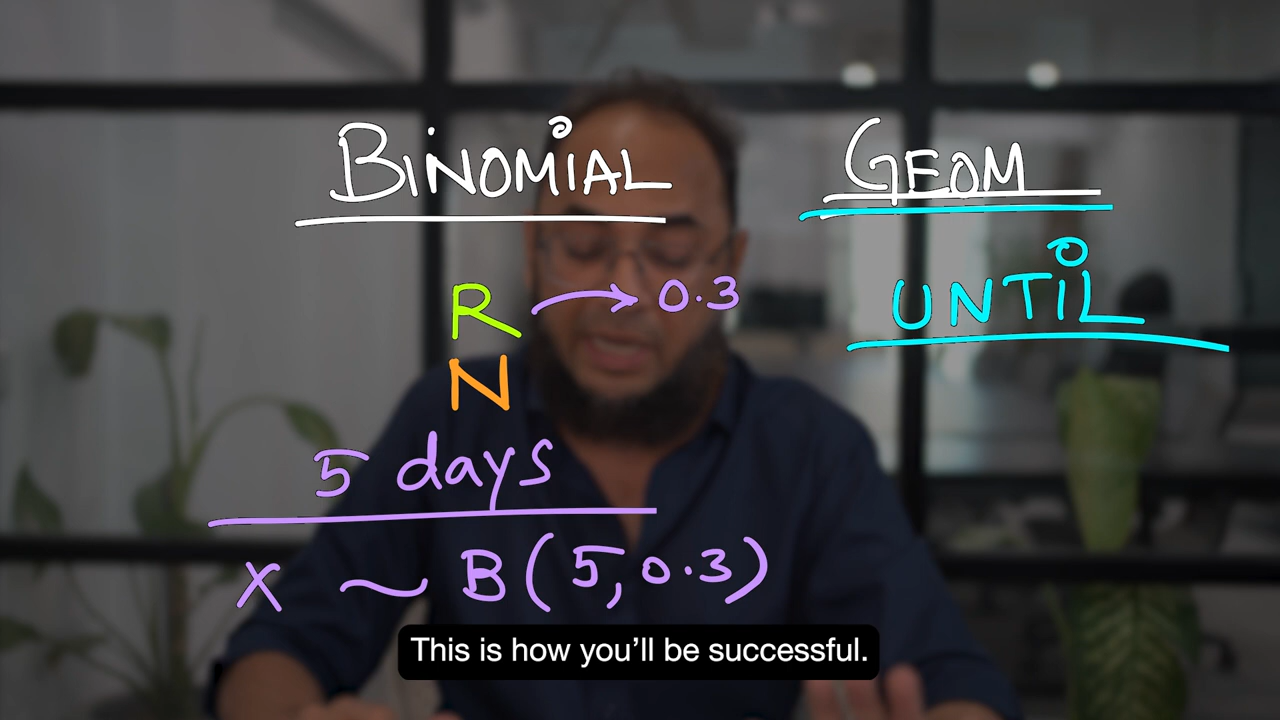 BINOMIAL
R → 0.3
N
5 days
X ~ B(5, 0.3)
GEOM
UNTIL
This is how you'll be successful.